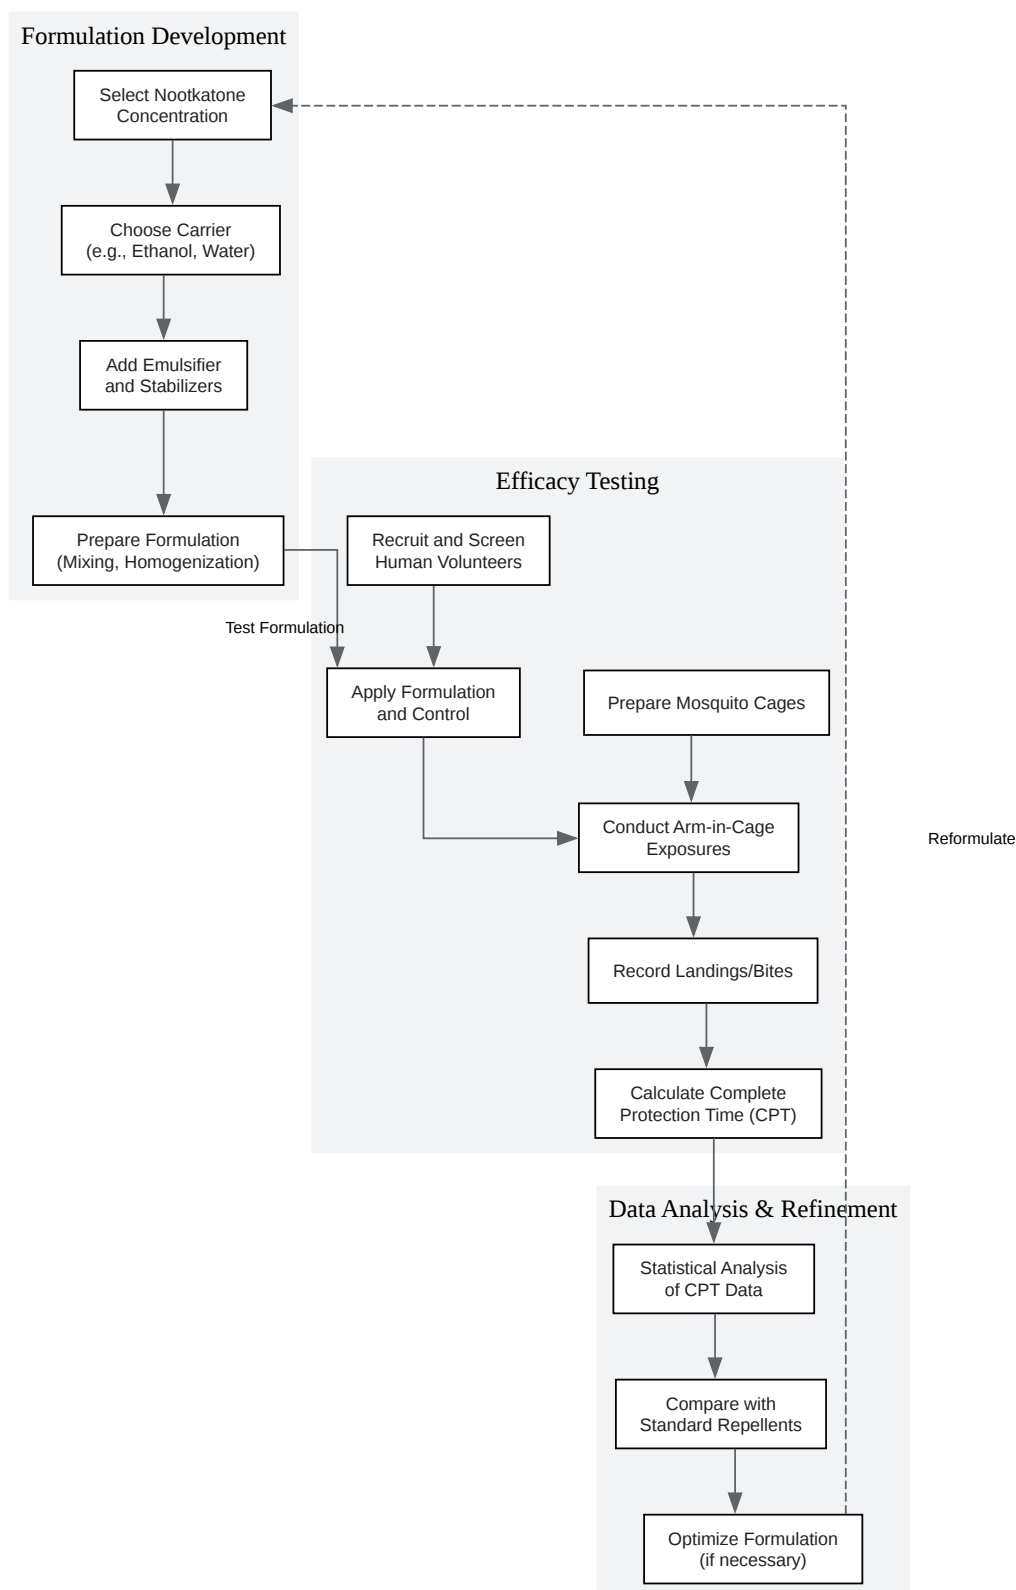 Formulation Development
Select Nootkatone
Concentration
Choose Carrier
(e.g., Ethanol, Water)
Add Emulsifier
and Stabilizers
Prepare Formulation
(Mixing, Homogenization)
Efficacy Testing
Recruit and Screen
Human Volunteers
Test Formulation
Apply Formulation
and Control
Prepare Mosquito Cages
Conduct Arm-in-Cage
Exposures
Reformulate
Record Landings/Bites
Calculate Complete
Protection Time (CPT)
Data Analysis & Refinement
Statistical Analysis
of CPT Data
Compare with
Standard Repellents
Optimize Formulation
(if necessary)